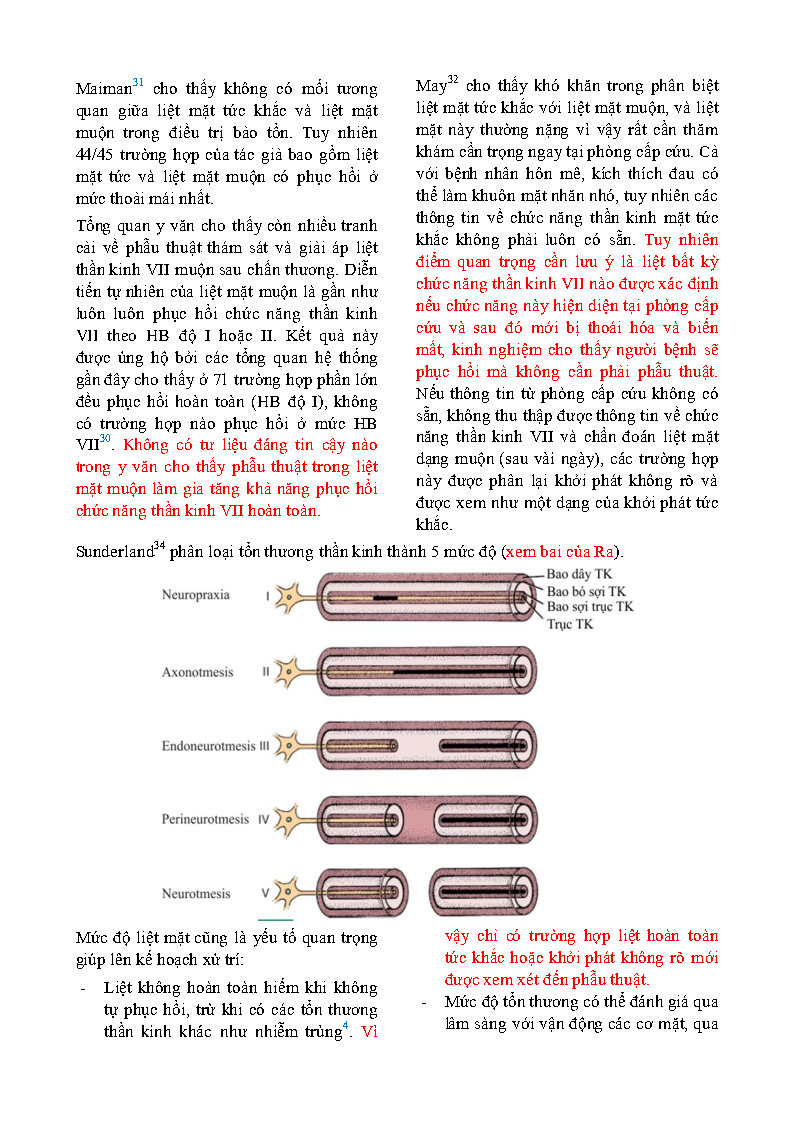 Maiman31 cho thấy không có mối tương
quan giữa liệt mặt tức khắc và liệt mặt
muộn trong điều trị bảo tồn. Tuy nhiên
44/45 trường hợp của tác giả bao gồm liệt
mặt tức và liệt mặt muộn có phục hồi ở
mức thoải mái nhất.
Tổng quan y văn cho thấy còn nhiều tranh
cải về phẫu thuật thám sát và giải áp liệt
thần kinh VII muộn sau chấn thương. Diễn
tiến tự nhiên của liệt mặt muộn là gần như
luôn luôn phục hồi chức năng thần kinh
VII theo HB độ I hoặc II. Kết quả này
được ủng hộ bởi các tổng quan hệ thống
gần đây cho thấy ở 71 trường hợp phần lớn
đều phục hồi hoàn toàn (HB độ I), không
có trường hợp nào phục hồi ở mức HB
VII30. Không có tư liệu đáng tin cậy nào
trong y văn cho thấy phẫu thuật trong liệt
mặt muộn làm gia tăng khả năng phục hồi
chức năng thần kinh VII hoàn toàn.
May32 cho thấy khó khăn trong phân biệt
liệt mặt tức khắc với liệt mặt muộn, và liệt
mặt này thường nặng vì vậy rất cần thăm
khám cẩn trọng ngay tại phòng cấp cứu. Cả
với bệnh nhân hôn mê, kích thích đau có
thể làm khuôn mặt nhăn nhó, tuy nhiên các
thông tin về chức năng thần kinh mặt tức
khắc không phải luôn có sẵn. Tuy nhiên
điểm quan trọng cần lưu ý là liệt bất kỳ
chức năng thần kinh VII nào được xác định
nếu chức năng này hiện diện tại phòng cấp
cứu và sau đó mới bị thoái hóa và biến
mất, kinh nghiệm cho thấy người bệnh sẽ
phục hồi mà không cần phải phẫu thuật.
Nếu thông tin từ phòng cấp cứu không có
sẵn, không thu thập được thông tin về chức
năng thần kinh VII và chẩn đoán liệt mặt
dạng muộn (sau vài ngày), các trường hợp
này được phân lại khởi phát không rõ và
được xem như một dạng của khởi phát tức
khắc.
Sunderland34 phân loại tổn thương thần kinh thành 5 mức độ (xem bai của Ra).
Bao dây TK
Neuropraxia I Bao bó sợi TK
Bao sợi trục TK
Trục TK
Axonotmesis II
Endoneurotmesis III
Perineurotmesis IV
Neurotmesis V
Mức độ liệt mặt cũng là yếu tố quan trọng
giúp lên kế hoạch xử trí:
- Liệt không hoàn toàn hiếm khi không
tự phục hồi, trừ khi có các tổn thương
thần kinh khác như nhiễm trùng4. Vì
vậy chỉ có trường hợp liệt hoàn toàn
tức khắc hoặc khởi phát không rõ mới
được xem xét đến phẫu thuật.
- Mức độ tổn thương có thể đánh giá qua
lâm sàng với vận động các cơ mặt, qua